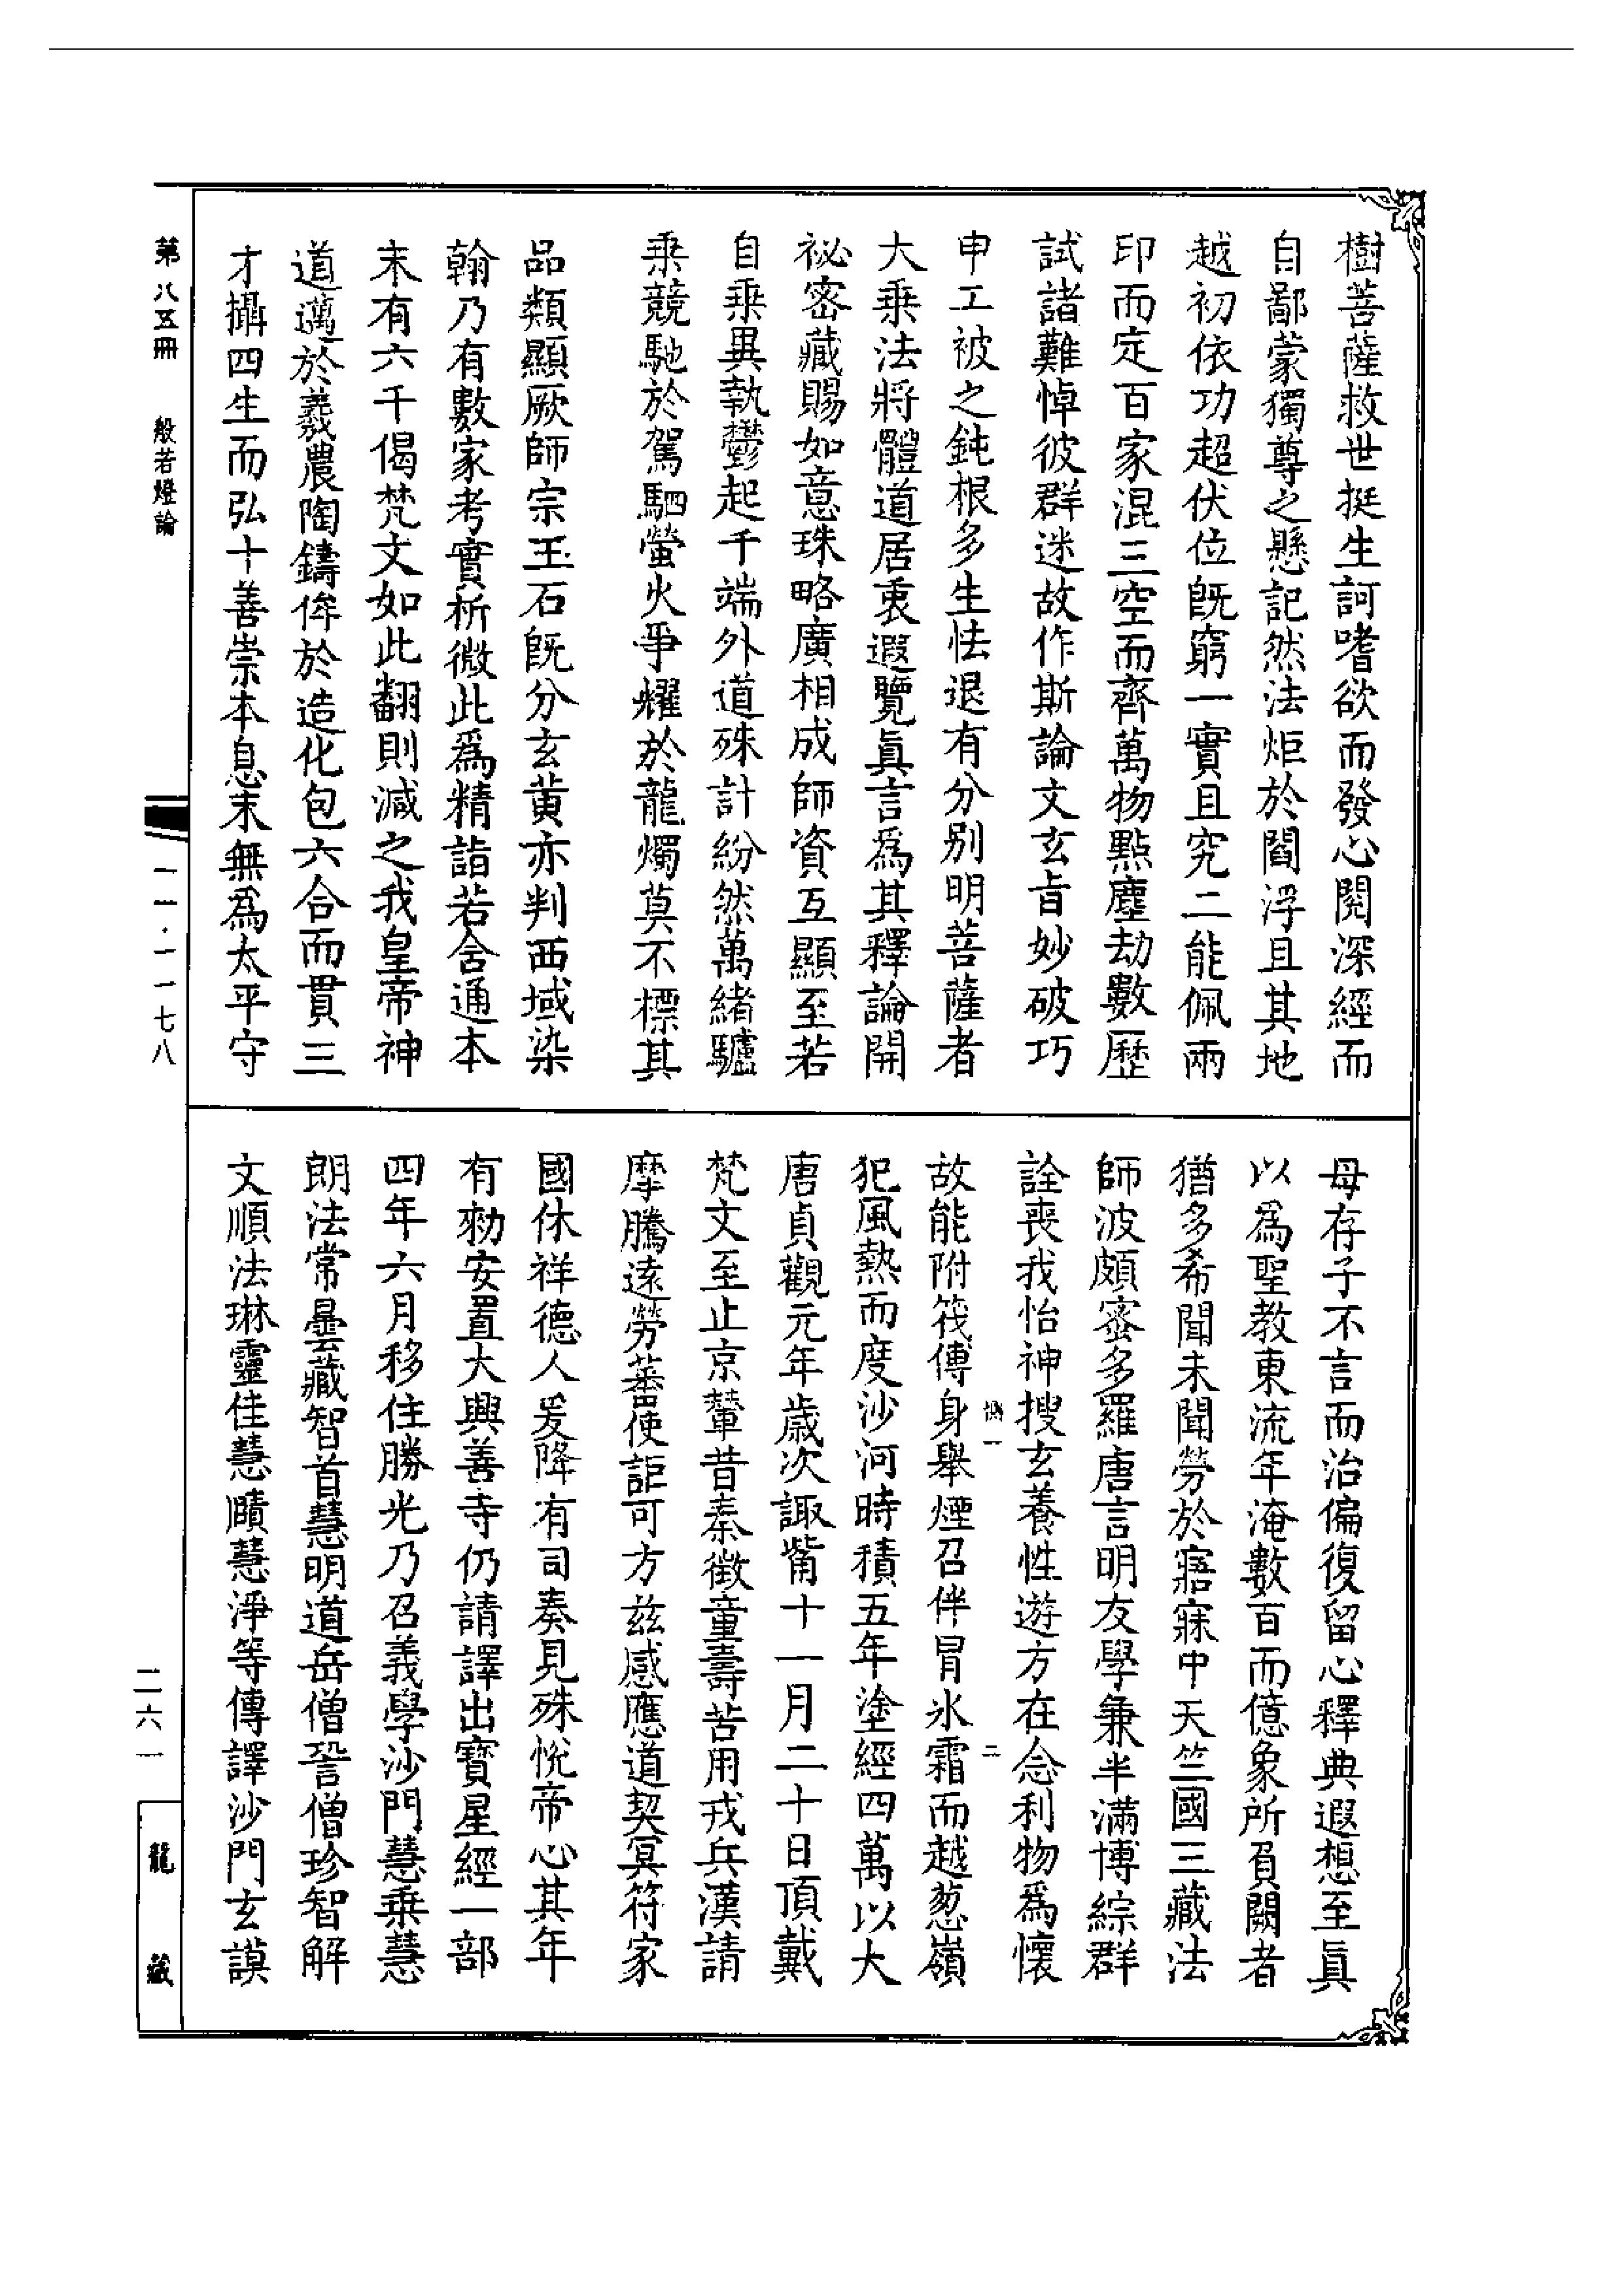 樹菩薩救世挺生訶嗜欲而發心閱深經而
自鄙蒙獨尊之懸記然法炬於閻浮且其地
越初依功超伏位旣窮一實且究二能佩兩
印而定百家混三空而齊萬物點塵劫數歷
試諸難悼彼群迷故作斯論文玄旨妙破巧
申工被之鈍根多生怯退有分別明菩薩者
大乗法將體道居衷遐覽眞言爲其釋論開
祕密藏賜如意珠略廣相成師資互顯至若
自乗異執鬱起千端外道殊計紛然萬緒驢
乗競馳於駕駟螢火爭耀於龍燭莫不標其
品類顯厥師宗玉石旣分玄黄亦判西域染
翰乃有數家考實析微此爲精詣若含通本
末有六千偈梵文如此翻則減之我皇帝神
道邁於羲農陶鑄侔於造化包六合而貫三
才攝四生而弘十善崇本息末無爲太平守
母存子不言而治偏復留心釋典遐想至眞
以爲聖教東流年淹數百而億象所負闕者
猶多希聞未聞勞於寤寐中天竺國三藏法
師波頗蜜多羅唐言明友學兼半滿博綜群
詮喪我怡神搜玄養性遊方在念利物爲懷
故能附筏傳身舉煙召伴冒氷霜而越葱嶺
一 二
犯風熱而度沙河時積五年塗經四萬以大
唐貞觀元年歲次諏觜十一月二十日頂戴
梵文至止京輦昔秦徵童壽苦用戎兵漢請
摩騰遠勞蕃使詎可方茲感應道契冥符家
國休祥德人爰降有司奏見殊悅帝心其年
有勑安置大興善寺仍請譯出寶星經一部
四年六月移住勝光乃召義學沙門慧乗慧
朗法常曇藏智首慧明道岳僧辯僧珍智解
文順法琳靈佳慧賾慧淨等傳譯沙門玄謨
第八五冊 般若燈論
一一·一一七八
二六一
龍藏